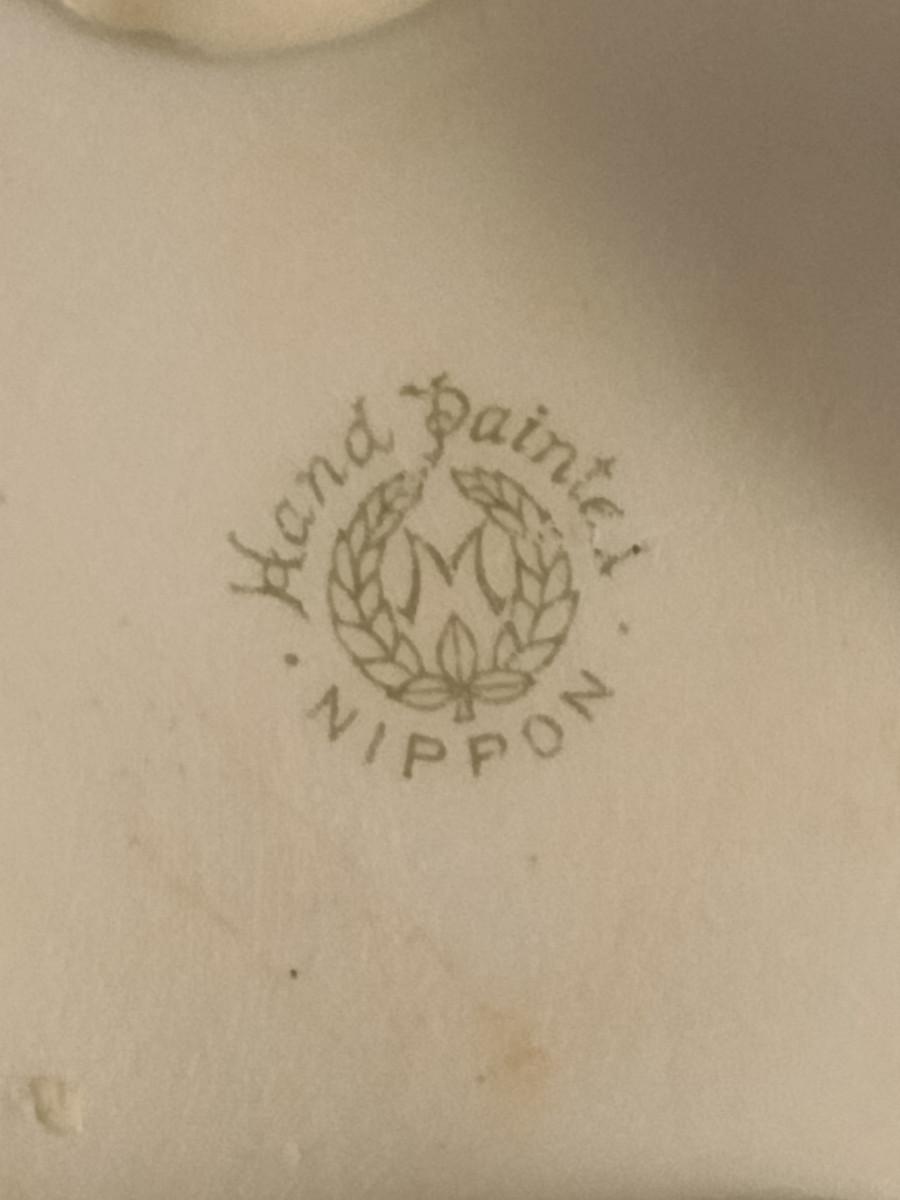 Hand Painted
M
· NIPPON ·